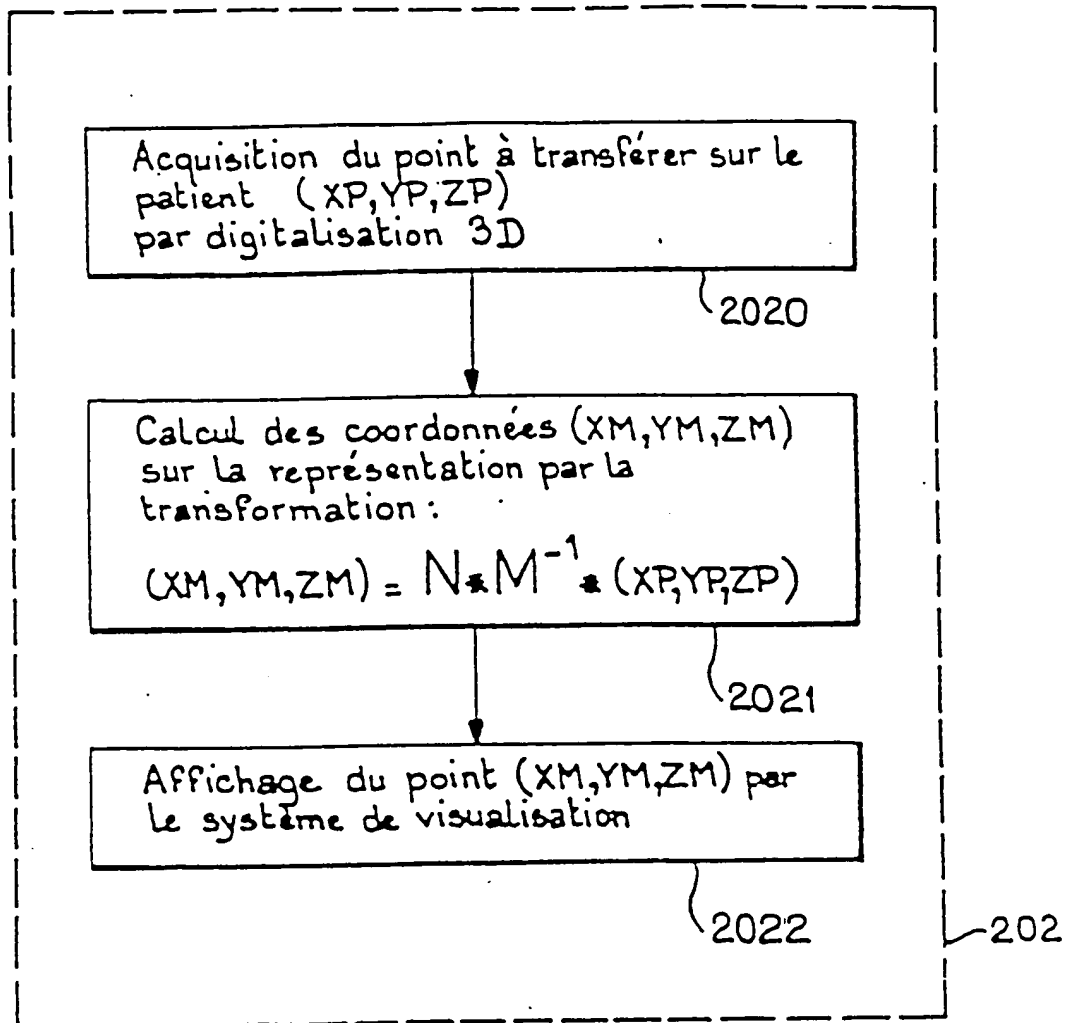 Acquisition du point à transférer sur le
patient (XP,YP,ZP)
par digitalisation 3D
2020
Calcul des coordonnées (XM,YM,ZM)
sur la représentation par la
transformation :
(XM,YM,ZM) = N*M⁻¹ * (XP,YP,ZP)
2021
Affichage du point (XM,YM,ZM) par
le système de visualisation
2022
202